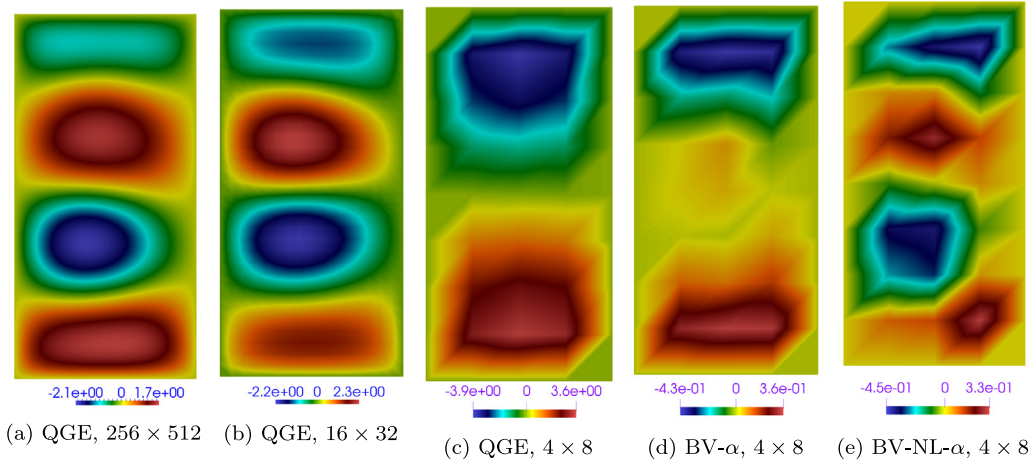 -2.1e+00 0 1.7e+00
-2.2e+00 0 2.3e+00
-3.9e+00 0 3.6e+00
-4.3e-01 0 3.6e-01
-4.5e-01 0 3.3e-01
(a) QGE, 256 × 512
(b) QGE, 16 × 32
(c) QGE, 4 × 8
(d) BV-α, 4 × 8
(e) BV-NL-α, 4 × 8